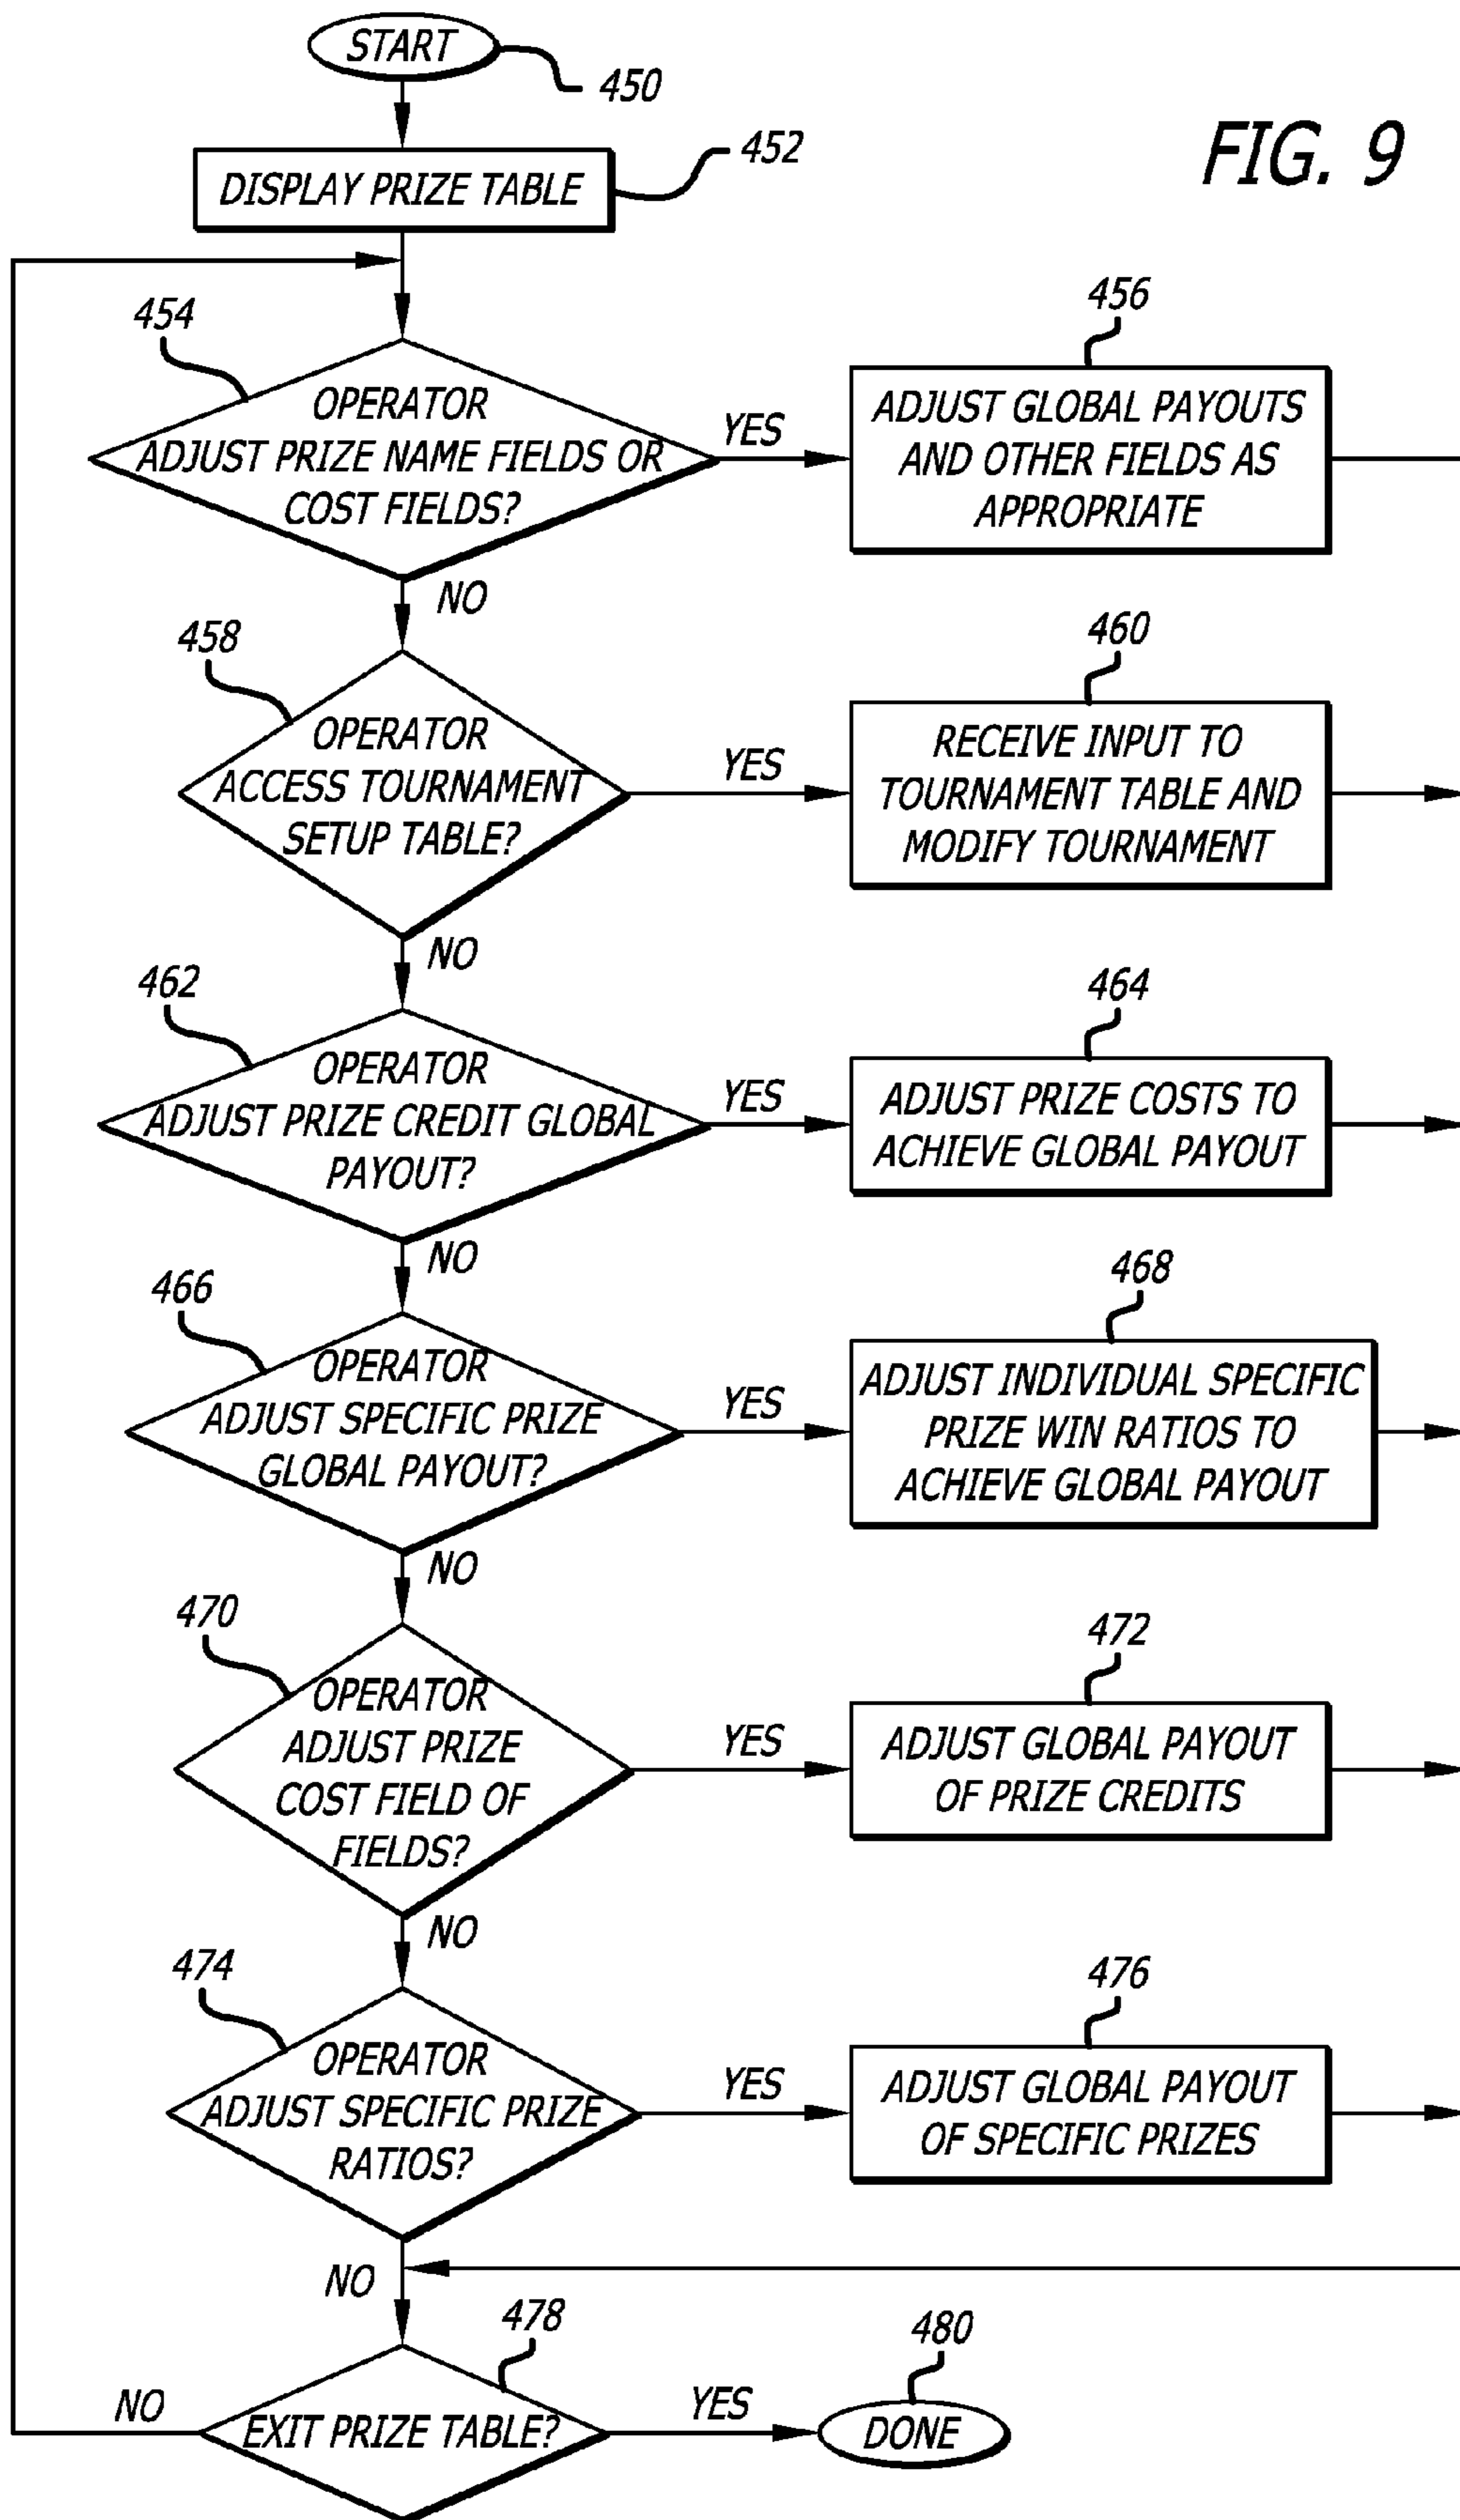 START
450
FIG. 9
452
DISPLAY PRIZE TABLE
454
OPERATOR
ADJUST PRIZE NAME FIELDS OR
COST FIELDS?
YES
456
ADJUST GLOBAL PAYOUTS
AND OTHER FIELDS AS
APPROPRIATE
NO
458
OPERATOR
ACCESS TOURNAMENT
SETUP TABLE?
YES
460
RECEIVE INPUT TO
TOURNAMENT TABLE AND
MODIFY TOURNAMENT
NO
462
OPERATOR
ADJUST PRIZE CREDIT GLOBAL
PAYOUT?
YES
464
ADJUST PRIZE COSTS TO
ACHIEVE GLOBAL PAYOUT
NO
466
OPERATOR
ADJUST SPECIFIC PRIZE
GLOBAL PAYOUT?
YES
468
ADJUST INDIVIDUAL SPECIFIC
PRIZE WIN RATIOS TO
ACHIEVE GLOBAL PAYOUT
NO
470
OPERATOR
ADJUST PRIZE
COST FIELD OF
FIELDS?
YES
472
ADJUST GLOBAL PAYOUT
OF PRIZE CREDITS
NO
474
OPERATOR
ADJUST SPECIFIC PRIZE
RATIOS?
YES
476
ADJUST GLOBAL PAYOUT
OF SPECIFIC PRIZES
NO
478
EXIT PRIZE TABLE?
NO
YES
480
DONE